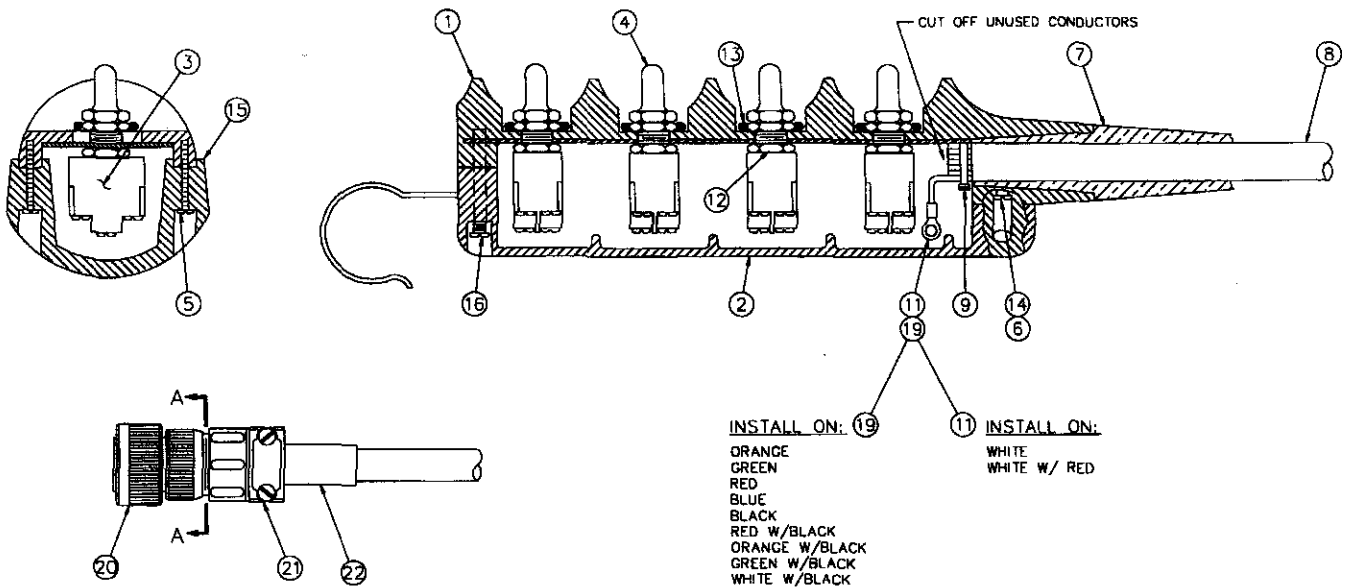 1
4
CUT OFF UNUSED CONDUCTORS
3
13
7
8
15
12
5
16
2
11
9
14
19
6
A
A
20
21
22
INSTALL ON: 19
ORANGE
GREEN
RED
BLUE
BLACK
RED W/BLACK
ORANGE W/BLACK
GREEN W/BLACK
WHITE W/BLACK
11 INSTALL ON:
WHITE
WHITE W/ RED